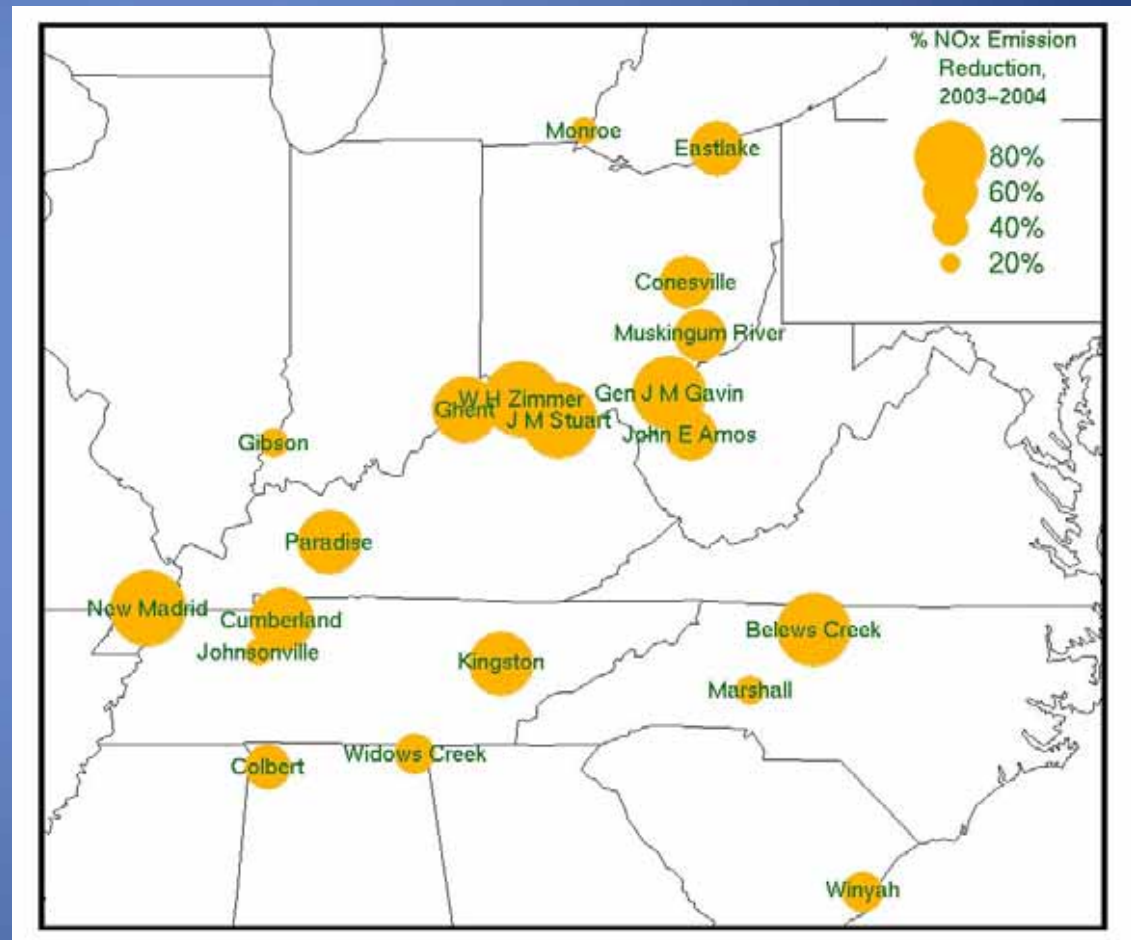 % NOx Emission
Reduction,
2003–2004
80%
60%
40%
20%
Monroe
Eastlake
Conesville
Muskingum River
Gen J M Gavin
W H Zimmer
Ghent
J M Stuart
John E Amos
Gibson
Paradise
New Madrid
Cumberland
Johnsonville
Kingston
Belews Creek
Marshall
Widows Creek
Colbert
Winyah